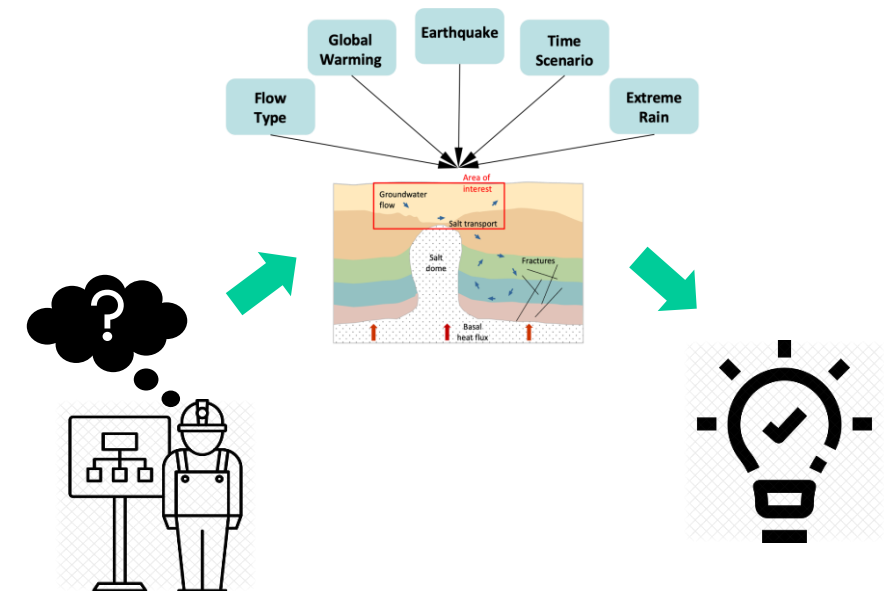 Earthquake
Global
Warming
Time
Scenario
Flow
Type
Extreme
Rain
Area of
interest
Groundwater
flow
Salt transport
Salt
dome
Fractures
Basal
heat flux
?